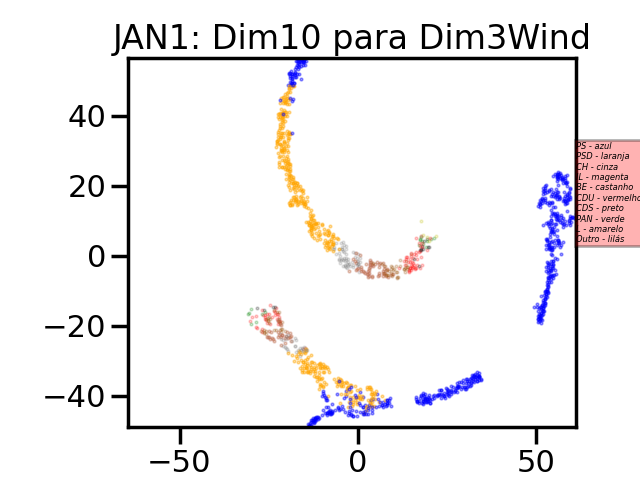 JAN1: Dim10 para Dim3Wind
40
20
0
−20
−40
−50
0
50
PS - azul
PSD - laranja
CH - cinza
IL - magenta
BE - castanho
CDU - vermelho
CDS - preto
PAN - verde
L - amarelo
Outro - lilás